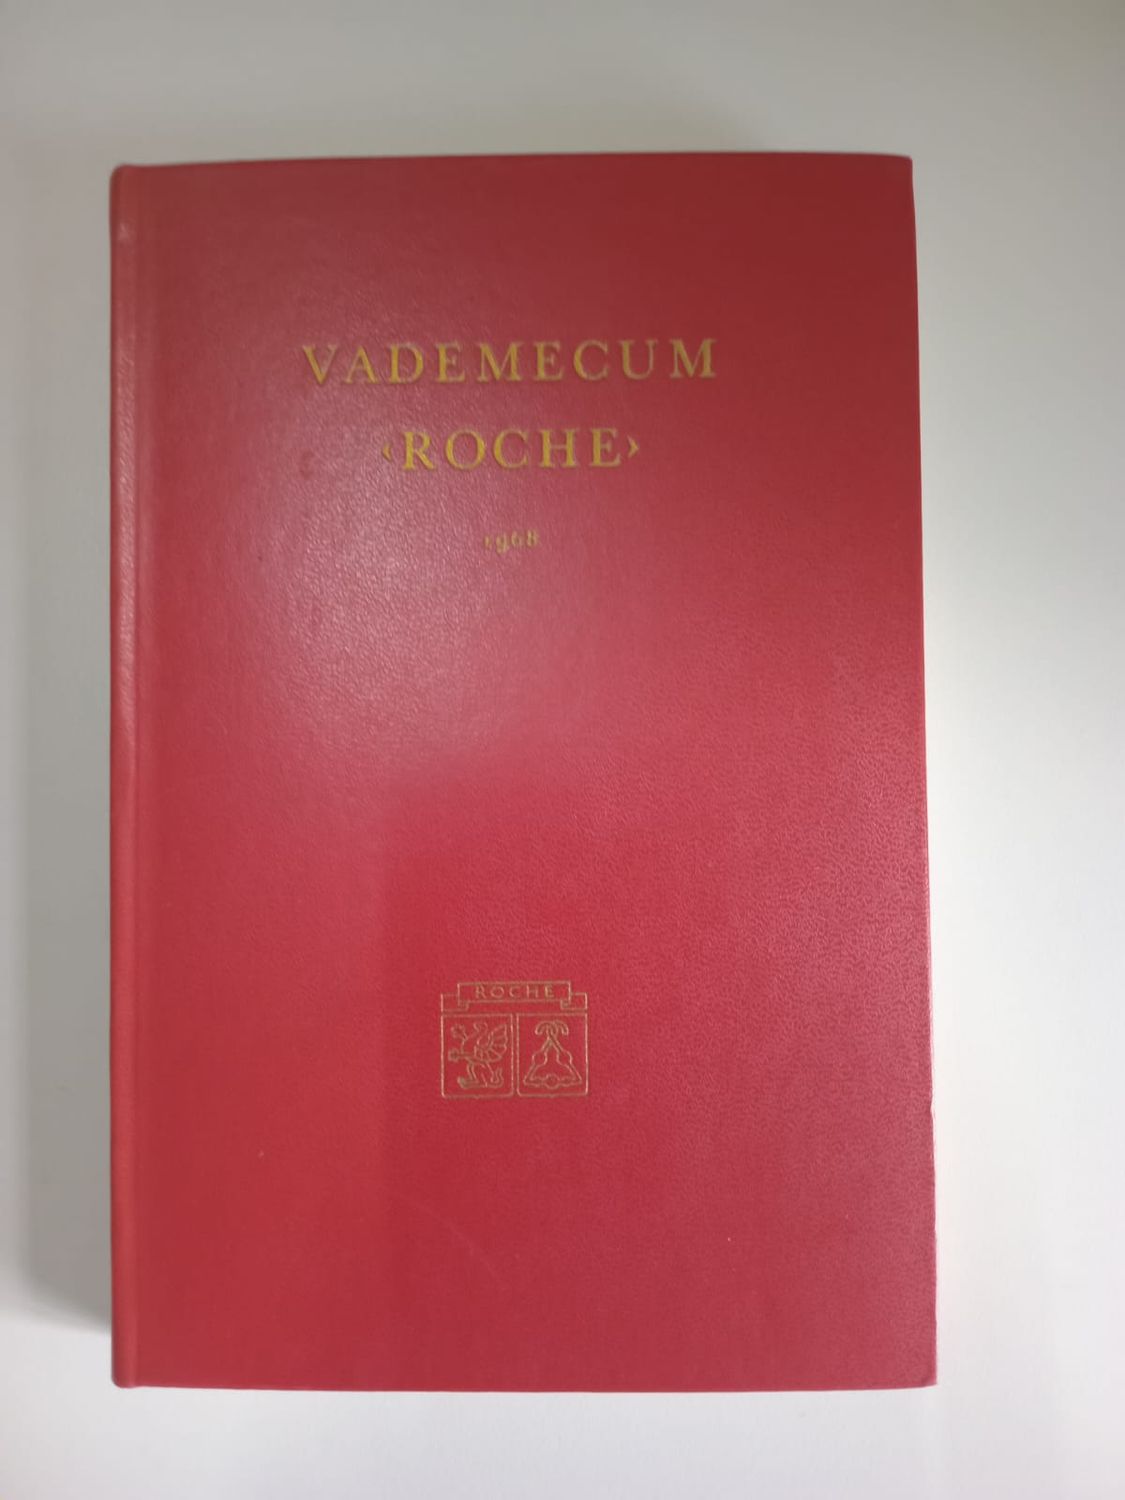 VADEMECUM
‹ROCHE›
1968
ROCHE